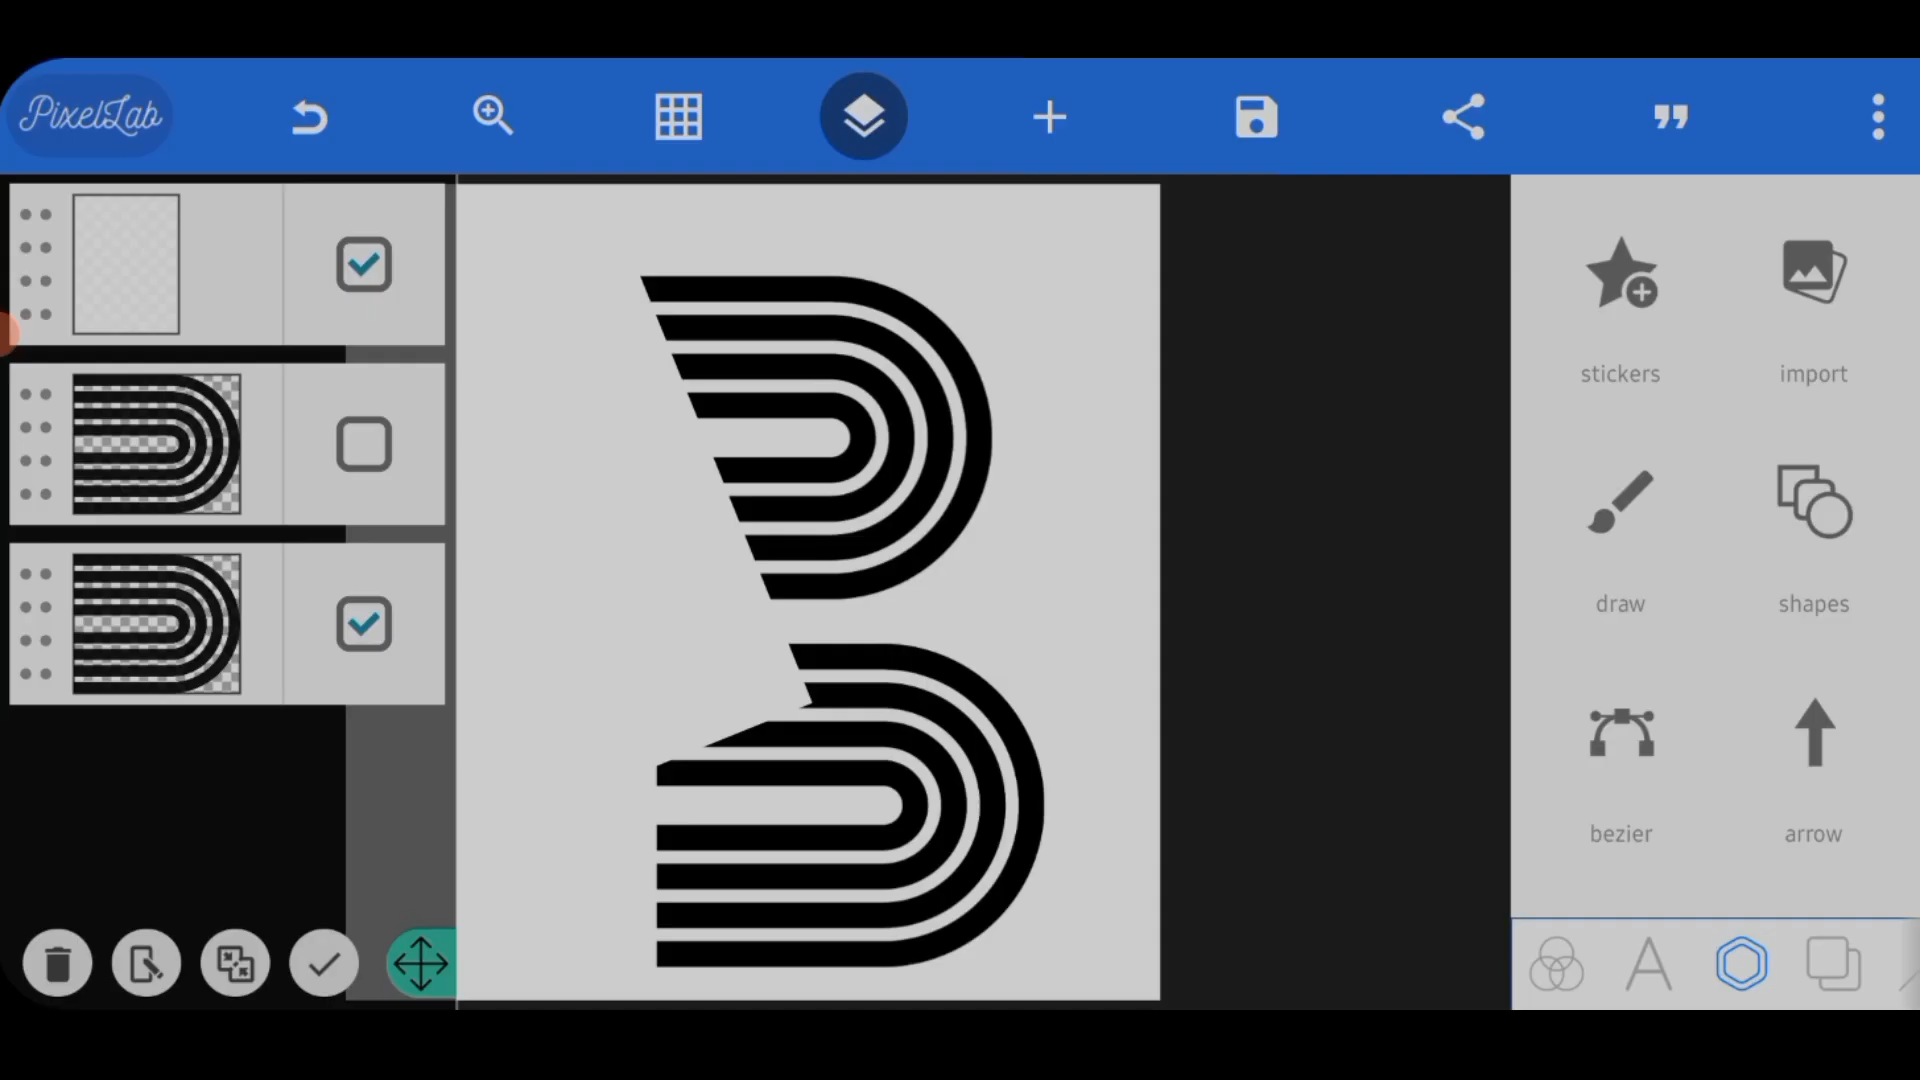 PixelLab
stickers
import
draw
shapes
bezier
arrow